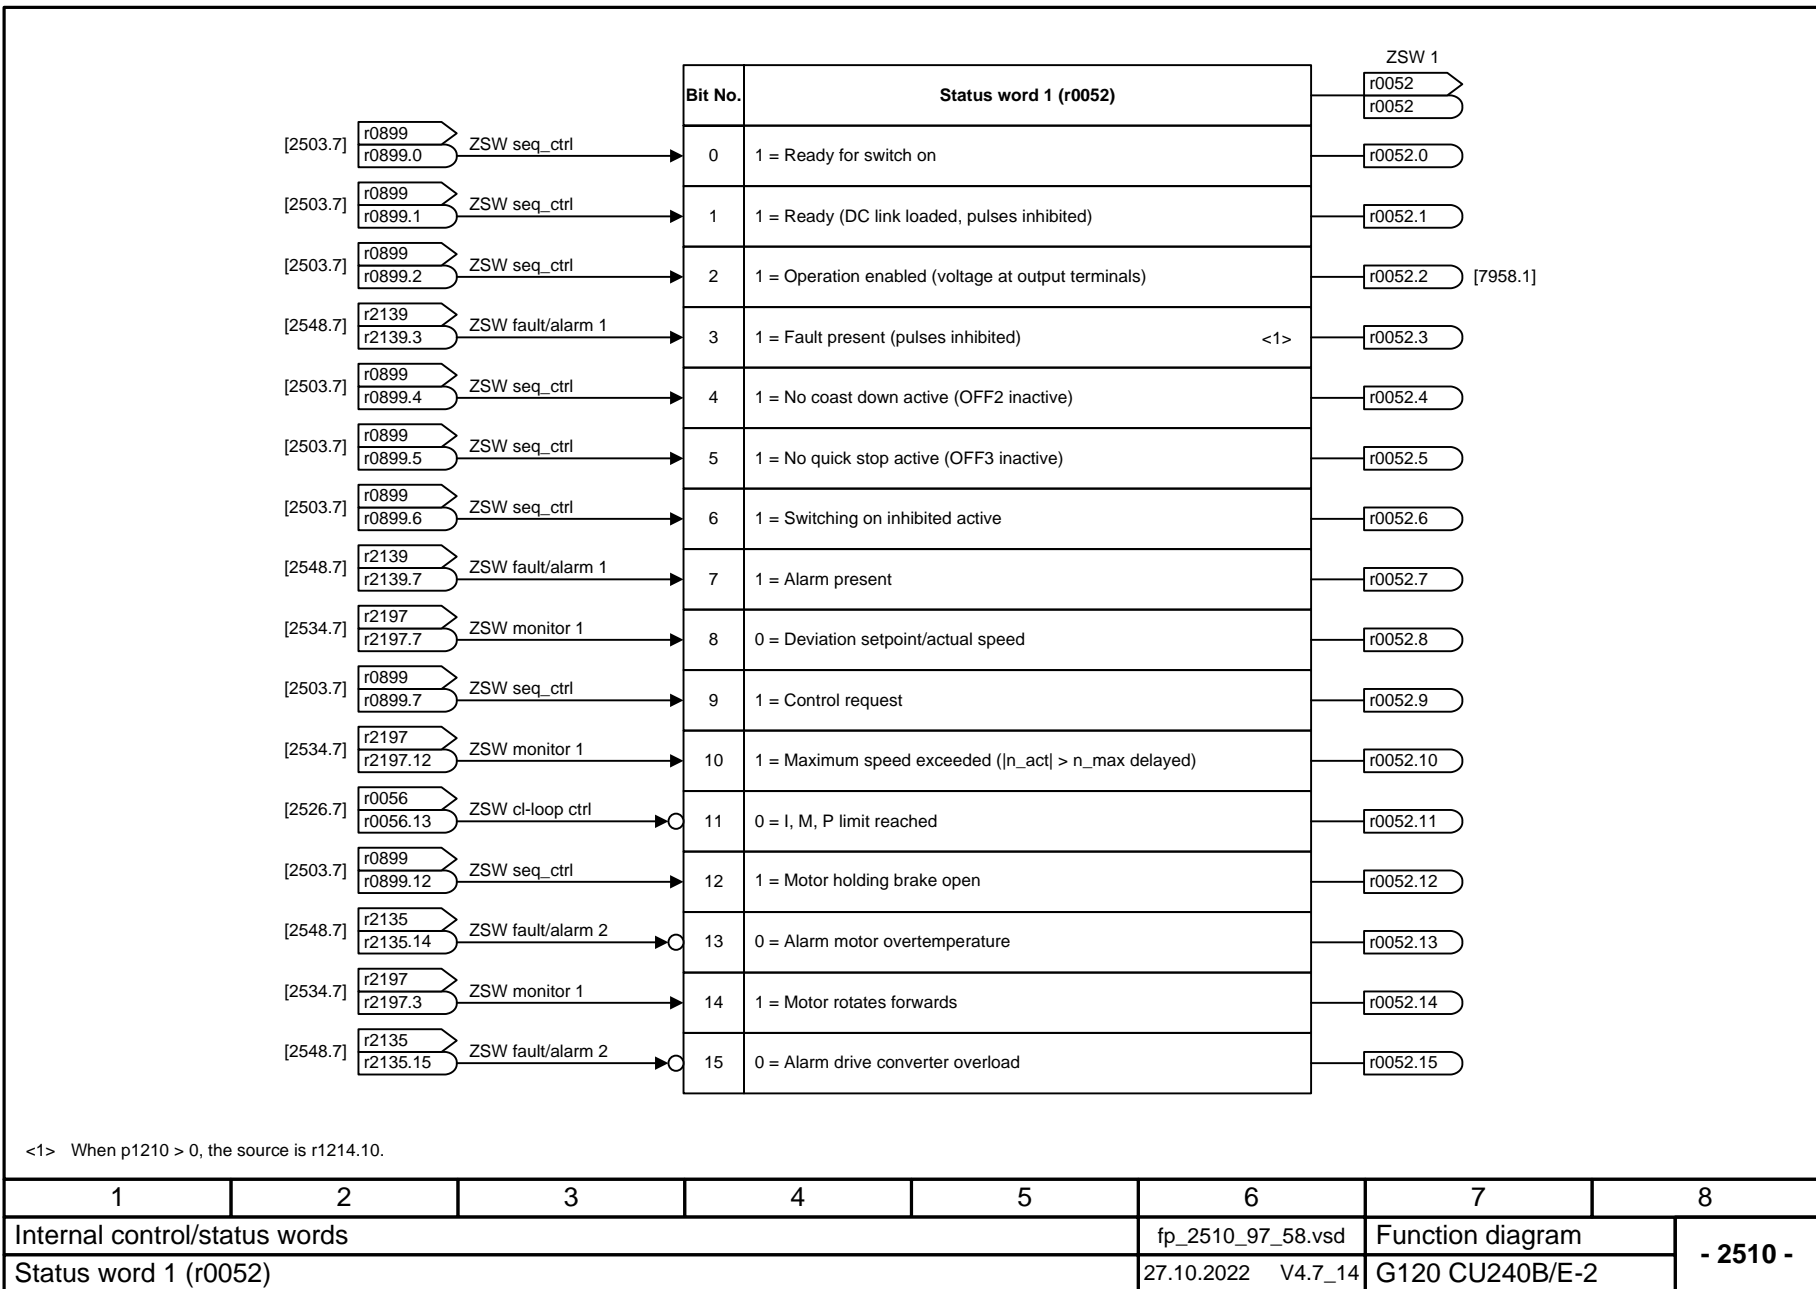 ZSW 1
Bit No. Status word 1 (r0052) r0052
r0052
r0899
[2503.7] r0899.0 ZSW seq_ctrl 0 1 = Ready for switch on r0052.0
r0899
[2503.7] r0899.1 ZSW seq_ctrl 1 1 = Ready (DC link loaded, pulses inhibited) r0052.1
r0899
[2503.7] r0899.2 ZSW seq_ctrl 2 1 = Operation enabled (voltage at output terminals) r0052.2 [7958.1]
r2139
[2548.7] r2139.3 ZSW fault/alarm 1 3 1 = Fault present (pulses inhibited) <1> r0052.3
r0899
[2503.7] r0899.4 ZSW seq_ctrl 4 1 = No coast down active (OFF2 inactive) r0052.4
r0899
[2503.7] r0899.5 ZSW seq_ctrl 5 1 = No quick stop active (OFF3 inactive) r0052.5
r0899
[2503.7] r0899.6 ZSW seq_ctrl 6 1 = Switching on inhibited active r0052.6
r2139
[2548.7] r2139.7 ZSW fault/alarm 1 7 1 = Alarm present r0052.7
r2197
[2534.7] r2197.7 ZSW monitor 1 8 0 = Deviation setpoint/actual speed r0052.8
r0899
[2503.7] r0899.7 ZSW seq_ctrl 9 1 = Control request r0052.9
r2197
[2534.7] r2197.12 ZSW monitor 1 10 1 = Maximum speed exceeded (|n_act| > n_max delayed) r0052.10
r0056
[2526.7] r0056.13 ZSW cl-loop ctrl 11 0 = I, M, P limit reached r0052.11
r0899
[2503.7] r0899.12 ZSW seq_ctrl 12 1 = Motor holding brake open r0052.12
r2135
[2548.7] r2135.14 ZSW fault/alarm 2 13 0 = Alarm motor overtemperature r0052.13
r2197
[2534.7] r2197.3 ZSW monitor 1 14 1 = Motor rotates forwards r0052.14
r2135
[2548.7] r2135.15 ZSW fault/alarm 2 15 0 = Alarm drive converter overload r0052.15
<1> When p1210 > 0, the source is r1214.10.
1 2 3 4 5 6 7 8
Internal control/status words fp_2510_97_58.vsd Function diagram - 2510 -
Status word 1 (r0052) 27.10.2022 V4.7_14 G120 CU240B/E-2